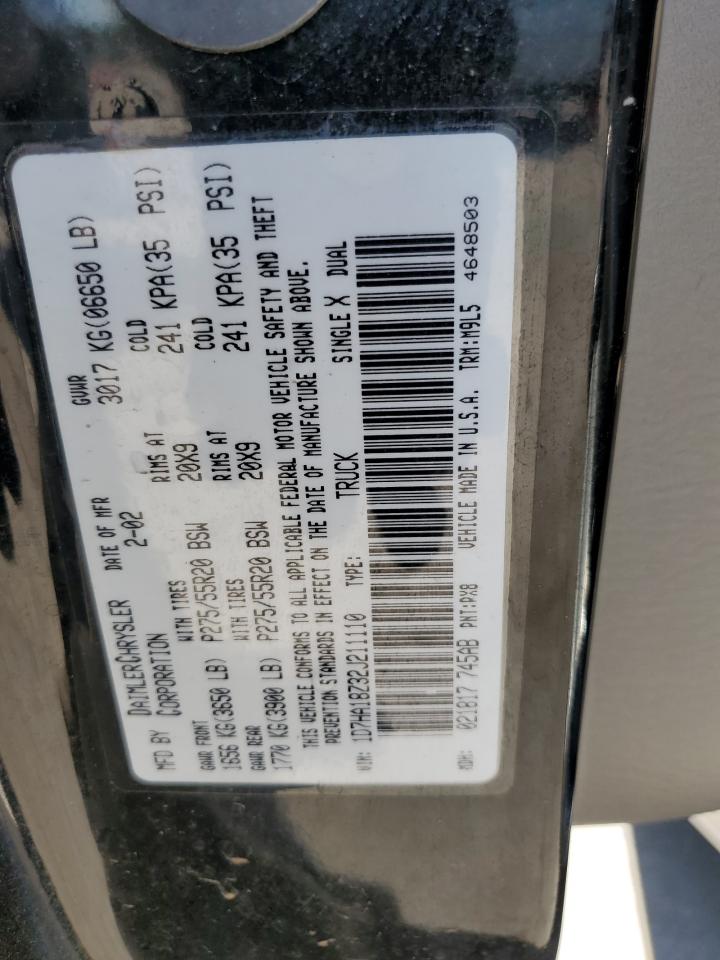 MFD BY DAIMLERCHRYSLER CORPORATION DATE OF MFR 2-02 GVWR 3017 KG(06650 LB)
GAWR FRONT WITH TIRES RIMS AT COLD
1656 KG(3650 LB) P275/55R20 BSW 20X9 241 KPA(35 PSI)
GAWR REAR WITH TIRES RIMS AT COLD
1770 KG(3900 LB) P275/55R20 BSW 20X9 241 KPA(35 PSI)
THIS VEHICLE CONFORMS TO ALL APPLICABLE FEDERAL MOTOR VEHICLE SAFETY AND THEFT
PREVENTION STANDARDS IN EFFECT ON THE DATE OF MANUFACTURE SHOWN ABOVE.
VIN: 1D7HA18Z32J211110 TYPE: TRUCK SINGLE X DUAL
MDH: 021817 745AB PNT:PX8 VEHICLE MADE IN U.S.A. TRM:M9L5 4648503